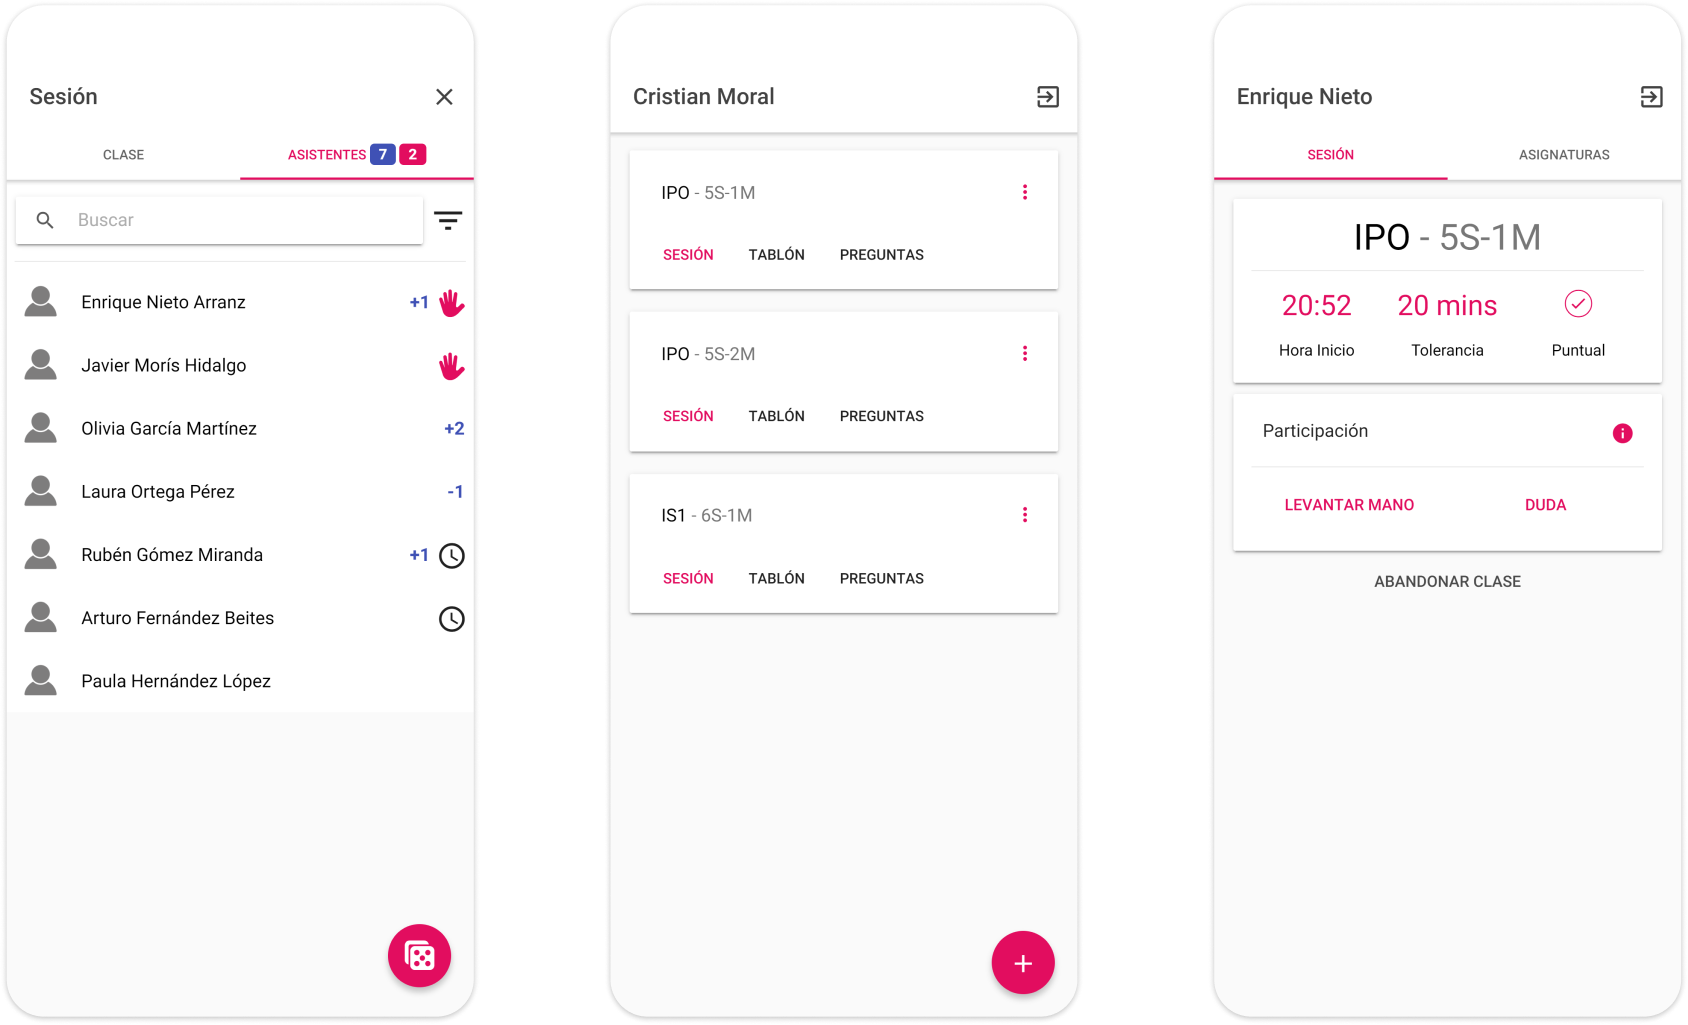 Sesión
CLASE
ASISTENTES 7 2
Buscar
Enrique Nieto Arranz +1
Javier Morís Hidalgo
Olivia García Martínez +2
Laura Ortega Pérez -1
Rubén Gómez Miranda +1
Arturo Fernández Beites
Paula Hernández López
Cristian Moral
IPO - 5S-1M
SESIÓN TABLÓN PREGUNTAS
IPO - 5S-2M
SESIÓN TABLÓN PREGUNTAS
IS1 - 6S-1M
SESIÓN TABLÓN PREGUNTAS
Enrique Nieto
SESIÓN ASIGNATURAS
IPO - 5S-1M
20:52 20 mins
Hora Inicio Tolerancia Puntual
Participación
LEVANTAR MANO DUDA
ABANDONAR CLASE